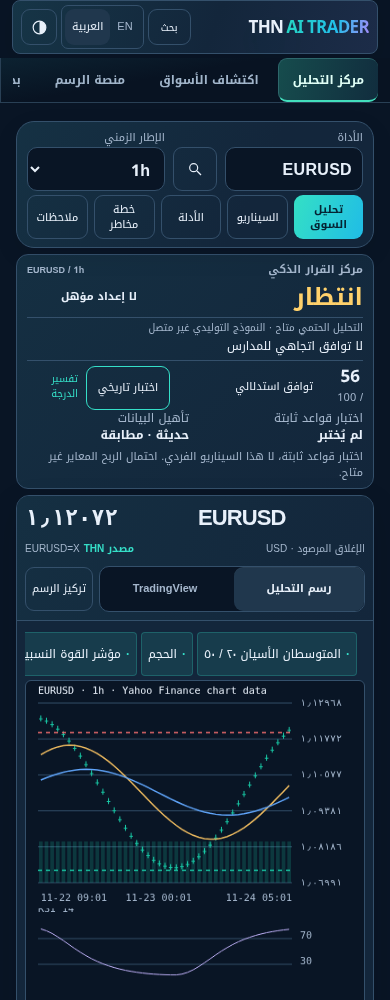 THN AI TRADER
بحث
EN العربية
مركز التحليل اكتشاف الأسواق منصة الرسم
الأداة الإطار الزمني
EURUSD 1h
تحليل السوق السيناريو الأدلة خطة مخاطر ملاحظات
مركز القرار الذكي EURUSD / 1h
انتظار لا إعداد مؤهل
التحليل الحتمي متاح · النموذج التوليدي غير متصل
لا توافق اتجاهي للمدارس
56 / 100 توافق استدلالي اختبار تاريخي تفسير الدرجة
اختبار قواعد ثابتة تأهيل البيانات
لم يُختبر حديثة · مطابقة
اختبار قواعد ثابتة، لا هذا السيناريو الفردي. احتمال الربح المعاير غير
متاح.
EURUSD ١٫١٢٠٧٢
الإغلاق المرصود · USD مصدر THN EURUSD=X
رسم التحليل TradingView تركيز الرسم
· المتوسطان الأسيان ٢٠ / ٥٠ · الحجم · مؤشر القوة النسبية
EURUSD · 1h · Yahoo Finance chart data
١٫١٢٩٦٨
١٫١١٧٧٢
١٫١٠٥٧٧
١٫٠٩٣٨١
١٫٠٨١٨٦
١٫٠٦٩٩١
11-22 09:01 11-23 00:01 11-24 05:01
RSI 14
70
30